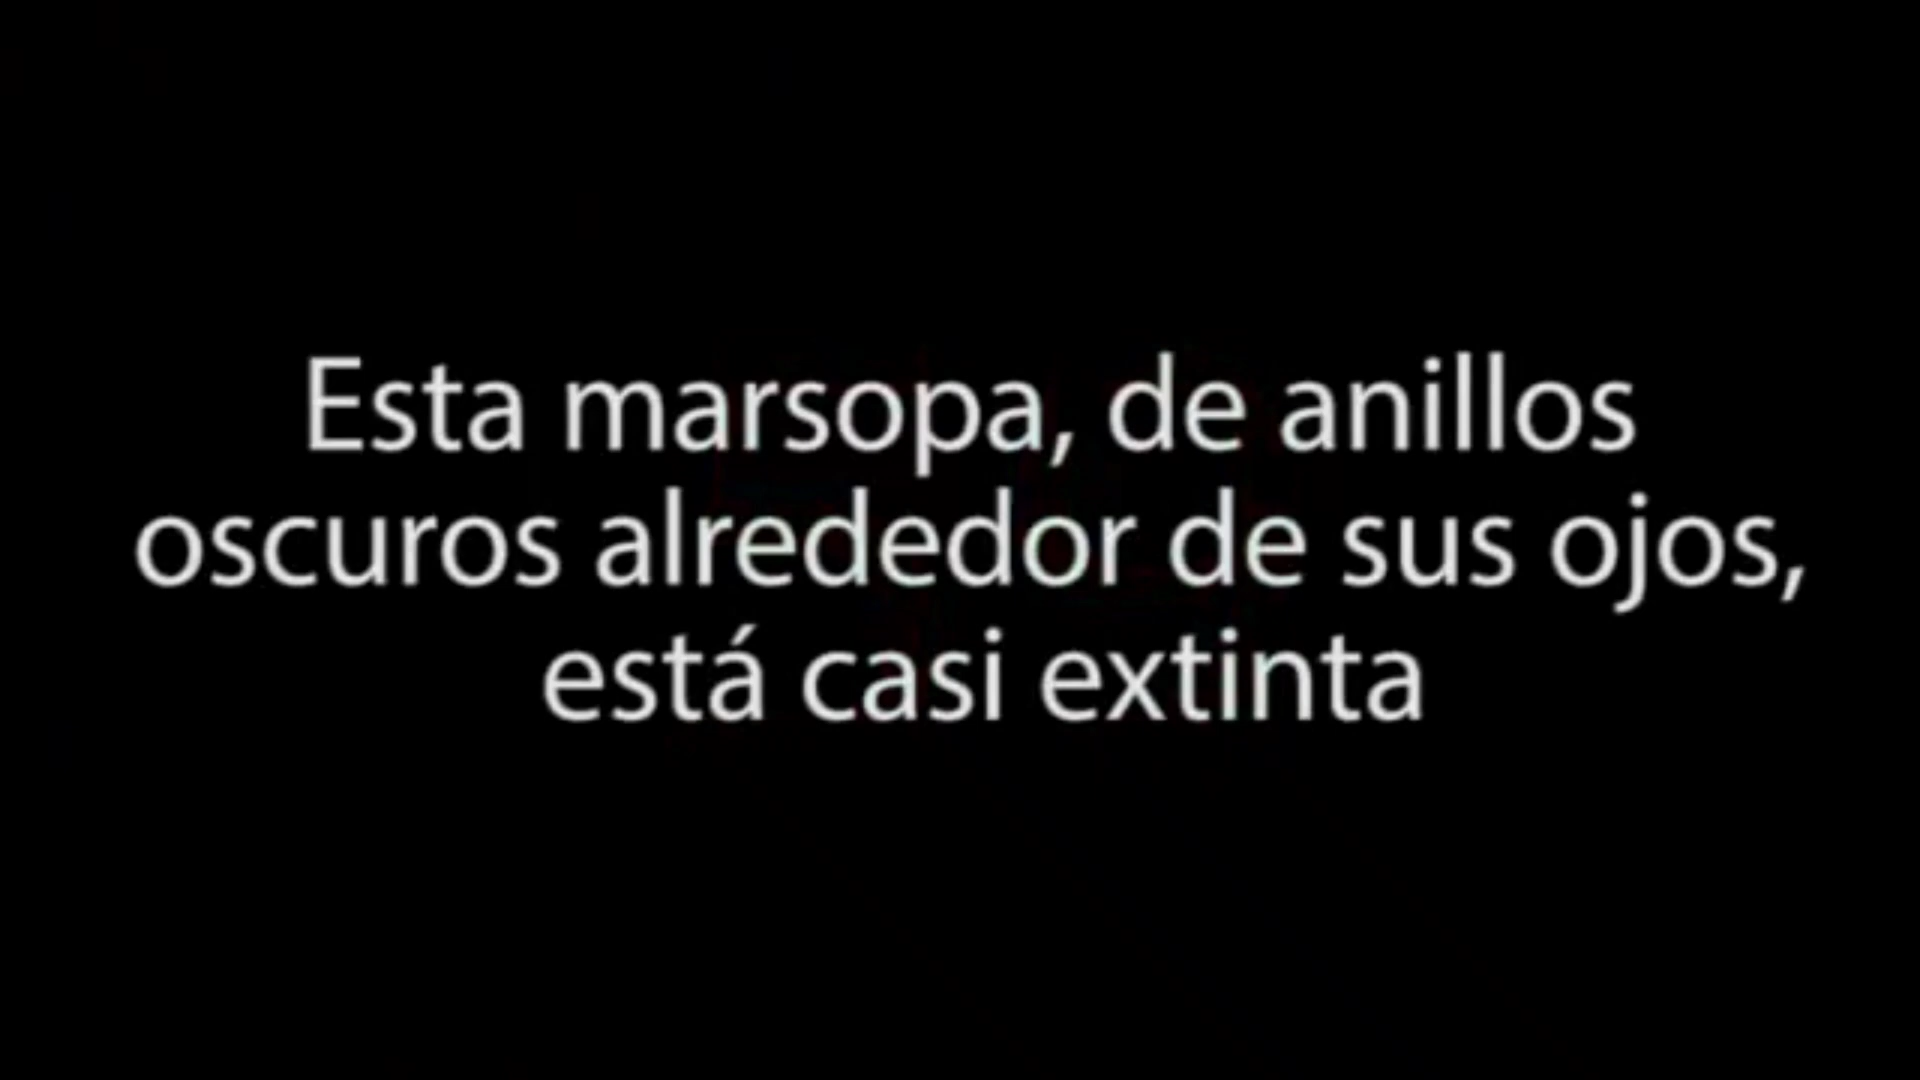 Esta marsopa, de anillos
oscuros alrededor de sus ojos,
está casi extinta